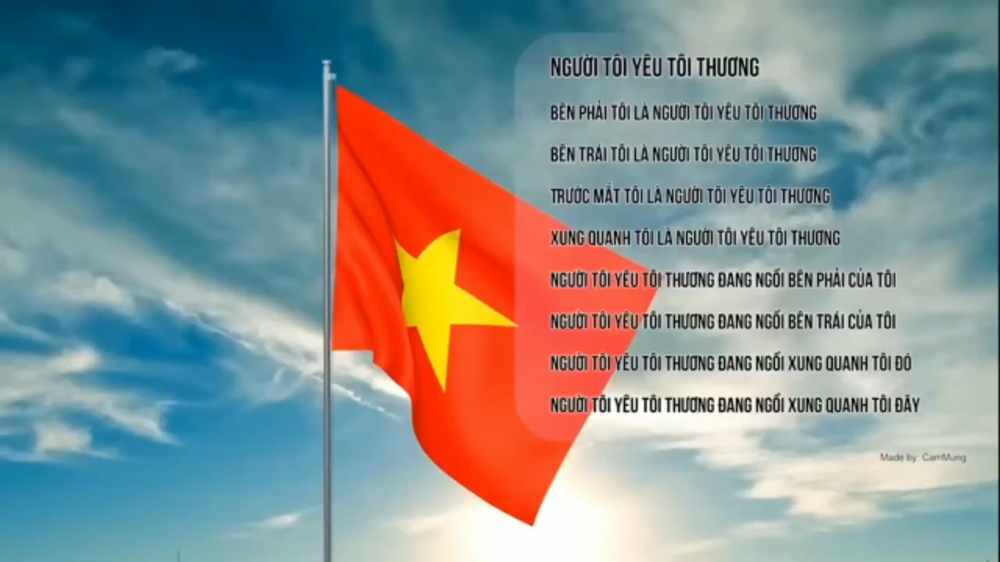 NGƯỜI TÔI YÊU TÔI THƯƠNG
BÊN PHẢI TÔI LÀ NGƯỜI TÔI YÊU TÔI THƯƠNG
BÊN TRÁI TÔI LÀ NGƯỜI TÔI YÊU TÔI THƯƠNG
TRƯỚC MẮT TÔI LÀ NGƯỜI TÔI YÊU TÔI THƯƠNG
XUNG QUANH TÔI LÀ NGƯỜI TÔI YÊU TÔI THƯƠNG
NGƯỜI TÔI YÊU TÔI THƯƠNG ĐANG NGỒI BÊN PHẢI CỦA TÔI
NGƯỜI TÔI YÊU TÔI THƯƠNG ĐANG NGỒI BÊN TRÁI CỦA TÔI
NGƯỜI TÔI YÊU TÔI THƯƠNG ĐANG NGỒI XUNG QUANH TÔI ĐÓ
NGƯỜI TÔI YÊU TÔI THƯƠNG ĐANG NGỒI XUNG QUANH TÔI ĐÂY
Made by CamMung